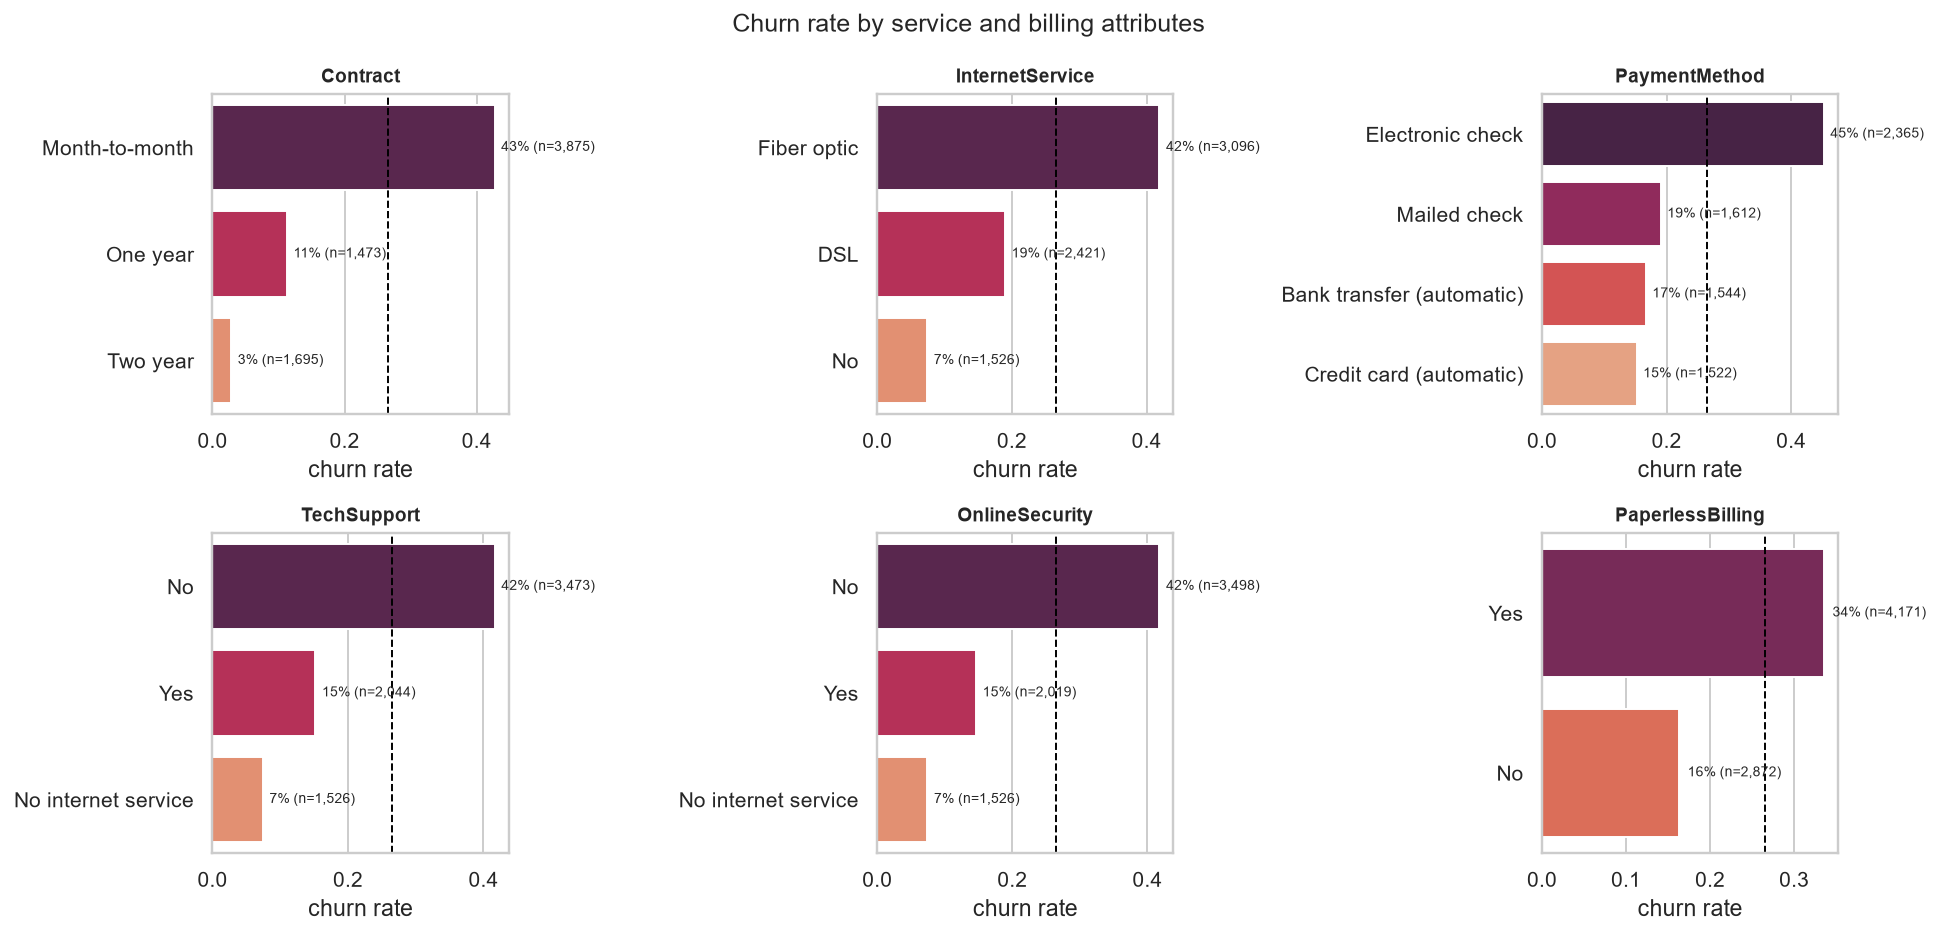 Churn rate by service and billing attributes
Contract
Month-to-month
43% (n=3,875)
One year
11% (n=1,473)
Two year
3% (n=1,695)
0.0 0.2 0.4
churn rate
InternetService
Fiber optic
42% (n=3,096)
DSL
19% (n=2,421)
No
7% (n=1,526)
0.0 0.2 0.4
churn rate
PaymentMethod
Electronic check
45% (n=2,365)
Mailed check
19% (n=1,612)
Bank transfer (automatic)
17% (n=1,544)
Credit card (automatic)
15% (n=1,522)
0.0 0.2 0.4
churn rate
TechSupport
No
42% (n=3,473)
Yes
15% (n=2,044)
No internet service
7% (n=1,526)
0.0 0.2 0.4
churn rate
OnlineSecurity
No
42% (n=3,498)
Yes
15% (n=2,019)
No internet service
7% (n=1,526)
0.0 0.2 0.4
churn rate
PaperlessBilling
Yes
34% (n=4,171)
No
16% (n=2,872)
0.0 0.1 0.2 0.3
churn rate